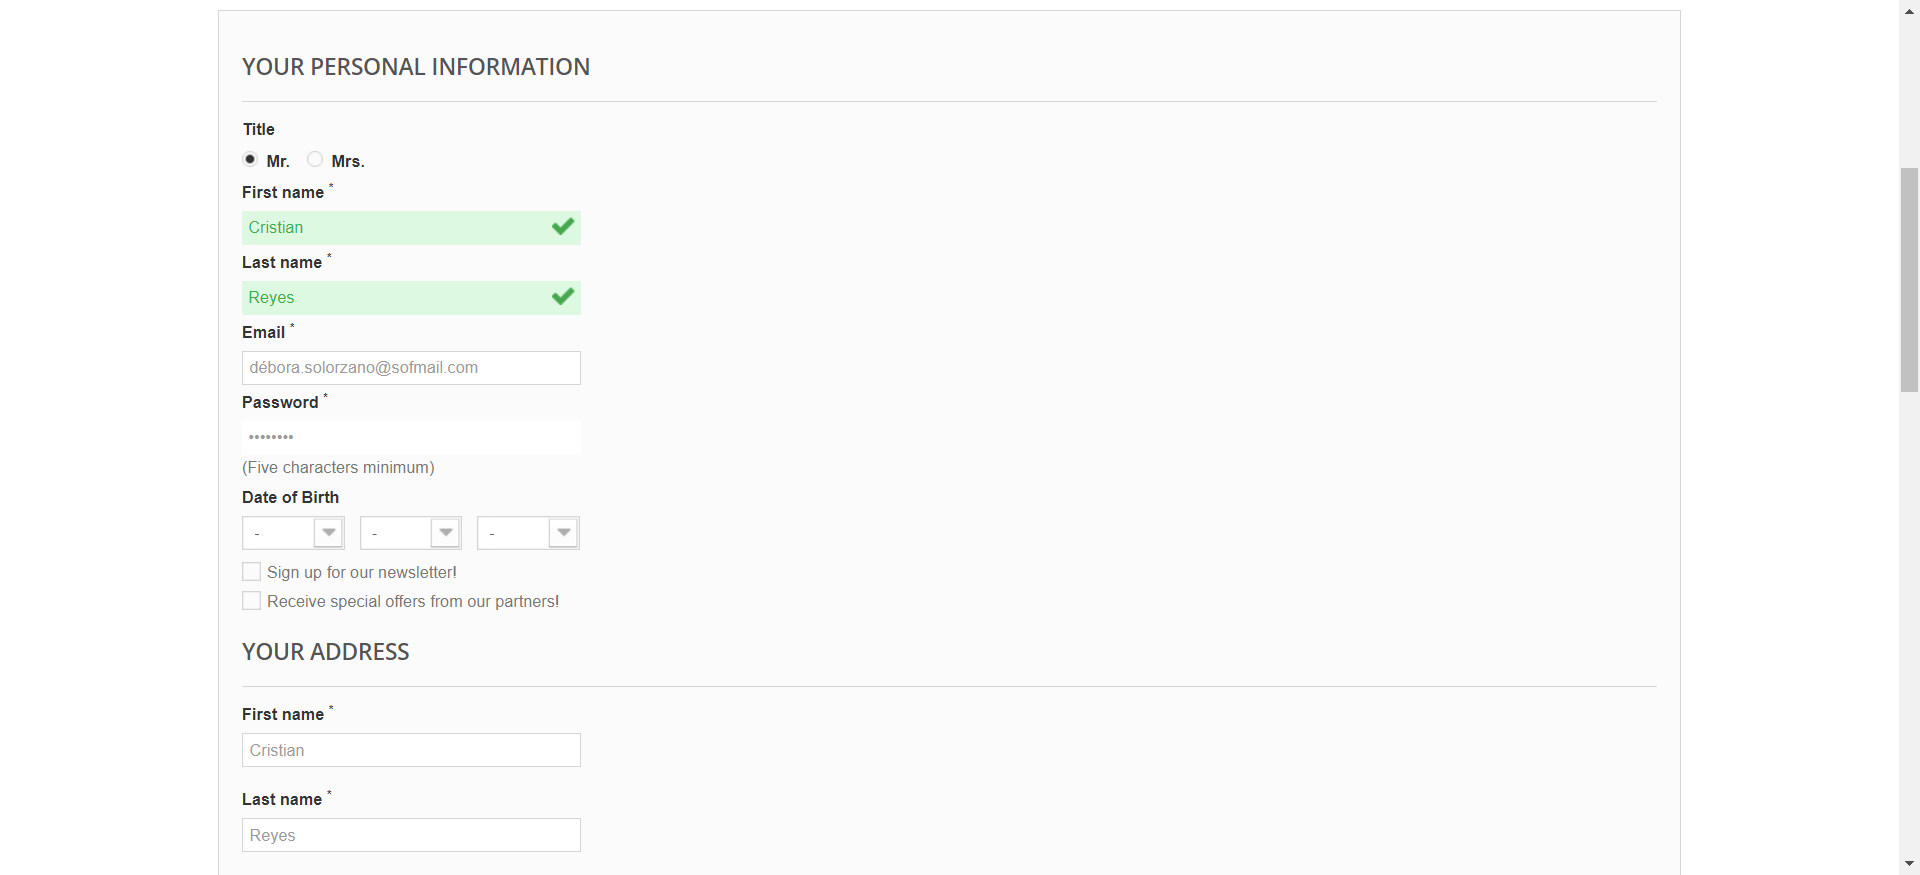 YOUR PERSONAL INFORMATION
Title
Mr. Mrs.
First name *
Cristian
Last name *
Reyes
Email *
débora.solorzano@sofmail.com
Password *
••••••••
(Five characters minimum)
Date of Birth
- - -
Sign up for our newsletter!
Receive special offers from our partners!
YOUR ADDRESS
First name *
Cristian
Last name *
Reyes